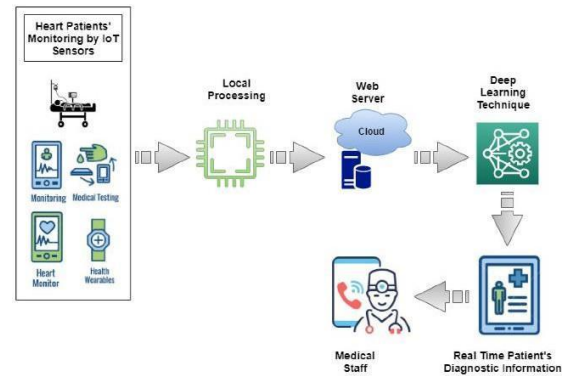 Heart Patients'
Monitoring by IoT
Sensors
Monitoring
Medical Testing
Heart
Monitor
Health
Wearables
Local
Processing
Web
Server
Cloud
Deep
Learning
Technique
Medical
Staff
Real Time Patient's
Diagnostic Information